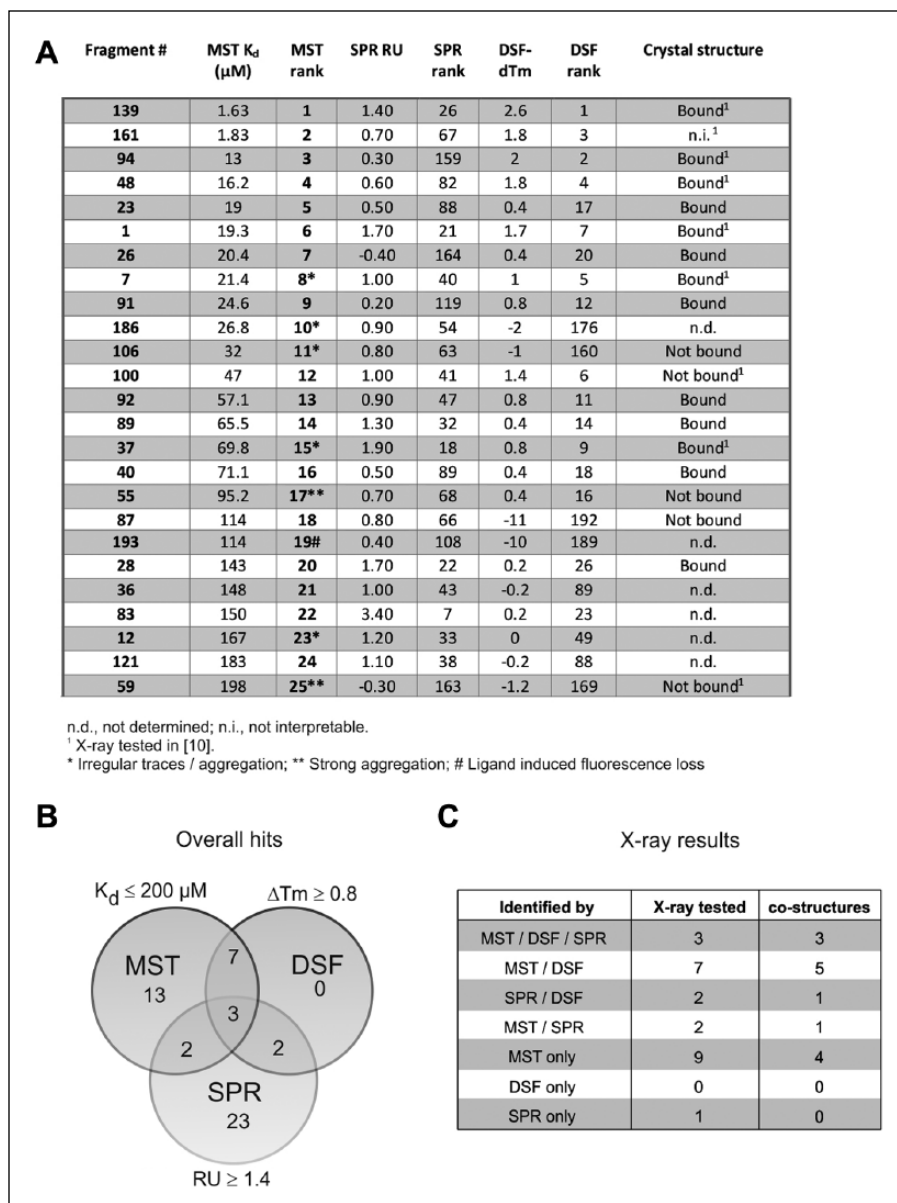 A
Fragment # MST Kd (µM) MST rank SPR RU SPR rank DSF-dTm DSF rank Crystal structure
139 1.63 1 1.40 26 2.6 1 Bound¹
161 1.83 2 0.70 67 1.8 3 n.i.¹
94 13 3 0.30 159 2 2 Bound¹
48 16.2 4 0.60 82 1.8 4 Bound¹
23 19 5 0.50 88 0.4 17 Bound
1 19.3 6 1.70 21 1.7 7 Bound¹
26 20.4 7 -0.40 164 0.4 20 Bound
7 21.4 8* 1.00 40 1 5 Bound¹
91 24.6 9 0.20 119 0.8 12 Bound
186 26.8 10* 0.90 54 -2 176 n.d.
106 32 11* 0.80 63 -1 160 Not bound
100 47 12 1.00 41 1.4 6 Not bound¹
92 57.1 13 0.90 47 0.8 11 Bound
89 65.5 14 1.30 32 0.4 14 Bound
37 69.8 15* 1.90 18 0.8 9 Bound¹
40 71.1 16 0.50 89 0.4 18 Bound
55 95.2 17** 0.70 68 0.4 16 Not bound
87 114 18 0.80 66 -11 192 Not bound
193 114 19# 0.40 108 -10 189 n.d.
28 143 20 1.70 22 0.2 26 Bound
36 148 21 1.00 43 -0.2 89 n.d.
83 150 22 3.40 7 0.2 23 n.d.
12 167 23* 1.20 33 0 49 n.d.
121 183 24 1.10 38 -0.2 88 n.d.
59 198 25** -0.30 163 -1.2 169 Not bound¹
n.d., not determined; n.i., not interpretable.
¹ X-ray tested in [10].
* Irregular traces / aggregation; ** Strong aggregation; # Ligand induced fluorescence loss
B
Overall hits
Kd ≤ 200 µM
ΔTm ≥ 0.8
MST
13
7
DSF
0
3
2
2
SPR
23
RU ≥ 1.4
C
X-ray results
Identified by X-ray tested co-structures
MST / DSF / SPR 3 3
MST / DSF 7 5
SPR / DSF 2 1
MST / SPR 2 1
MST only 9 4
DSF only 0 0
SPR only 1 0